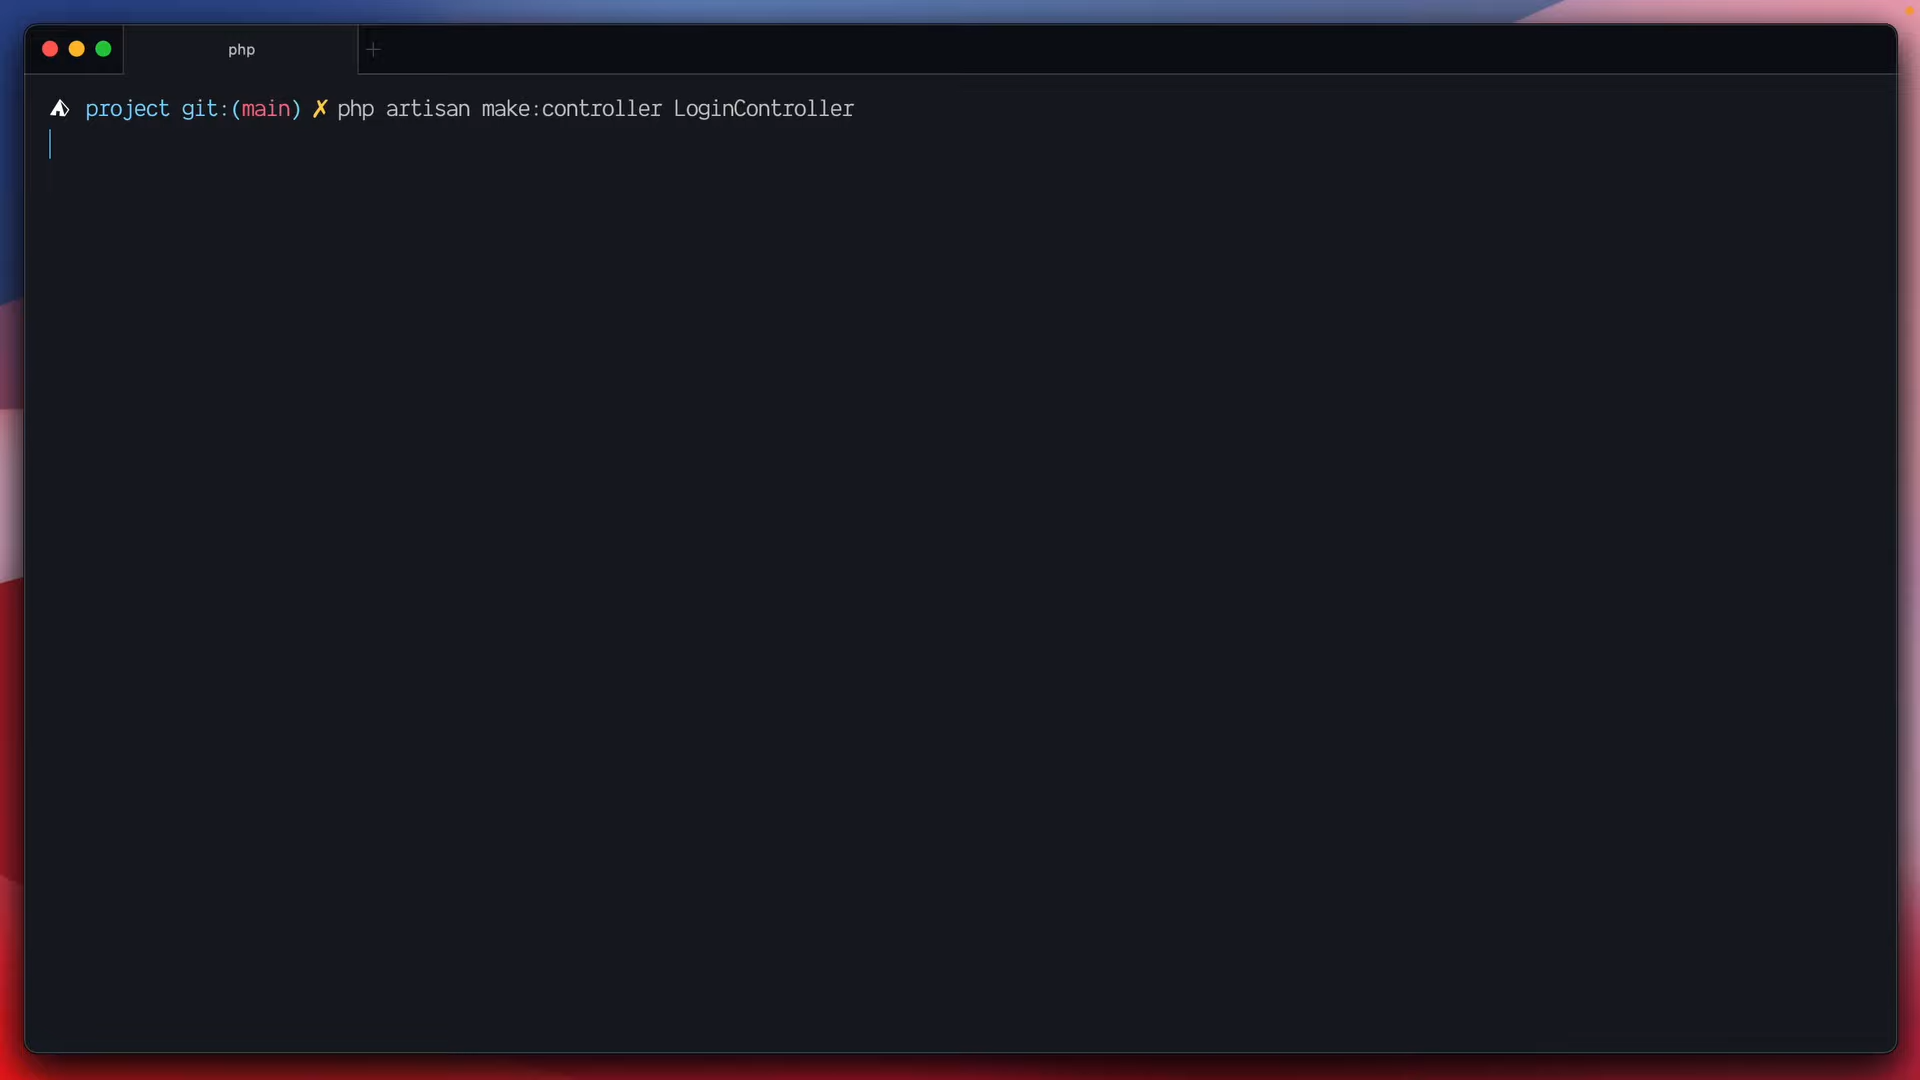 php
project git:(main) ✗ php artisan make:controller LoginController